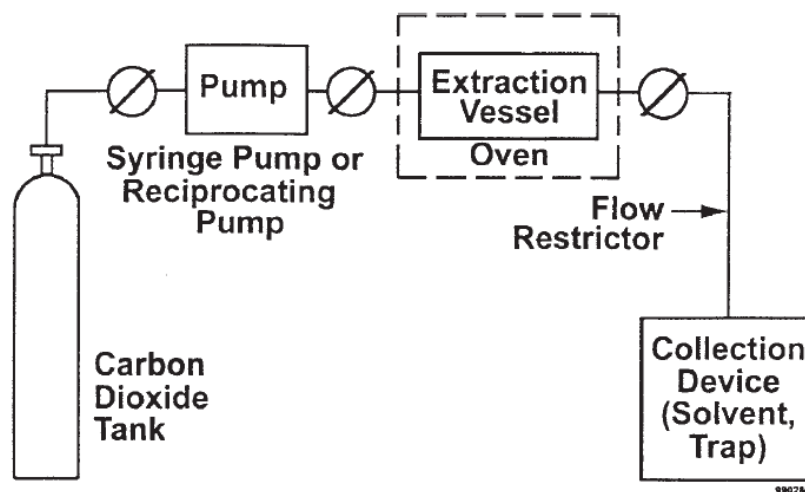 Pump
Syringe Pump or
Reciprocating
Pump
Extraction
Vessel
Oven
Flow
Restrictor
Carbon
Dioxide
Tank
Collection
Device
(Solvent,
Trap)